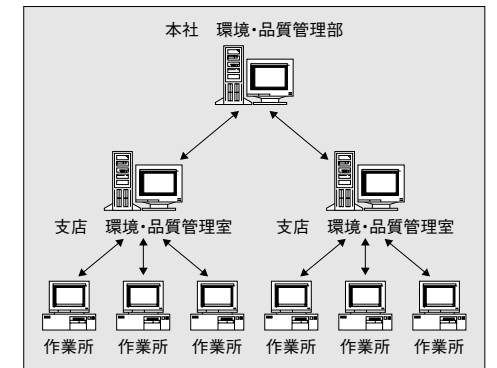 本社 環境・品質管理部
支店 環境・品質管理室 支店 環境・品質管理室
作業所 作業所 作業所 作業所 作業所 作業所